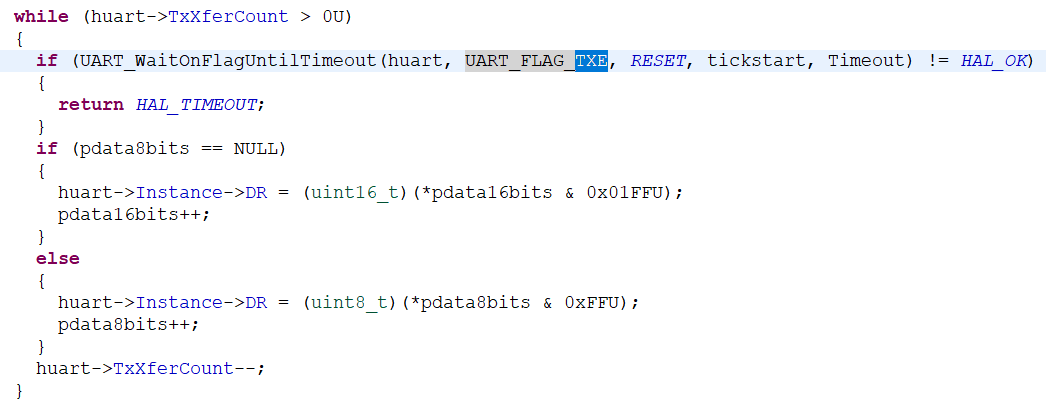 while (huart->TxXferCount > 0U)
{
  if (UART_WaitOnFlagUntilTimeout(huart, UART_FLAG_TXE, RESET, tickstart, Timeout) != HAL_OK)
  {
    return HAL_TIMEOUT;
  }
  if (pdata8bits == NULL)
  {
    huart->Instance->DR = (uint16_t)(*pdata16bits & 0x01FFU);
    pdata16bits++;
  }
  else
  {
    huart->Instance->DR = (uint8_t)(*pdata8bits & 0xFFU);
    pdata8bits++;
  }
  huart->TxXferCount--;
}